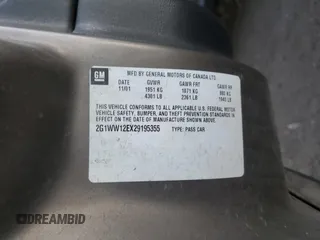 GM
MFD BY GENERAL MOTORS OF CANADA LTD
DATE GVWR GAWR FRT GAWR RR
11/01 1951 KG 1071 KG 880 KG
4301 LB 2361 LB 1940 LB
THIS VEHICLE CONFORMS TO ALL APPLICABLE U.S. FEDERAL MOTOR
VEHICLE SAFETY, BUMPER, AND THEFT PREVENTION STANDARDS IN
EFFECT ON THE DATE OF MANUFACTURE SHOWN ABOVE.
2G1WW12EX29195355 TYPE: PASS CAR
DREAMBID